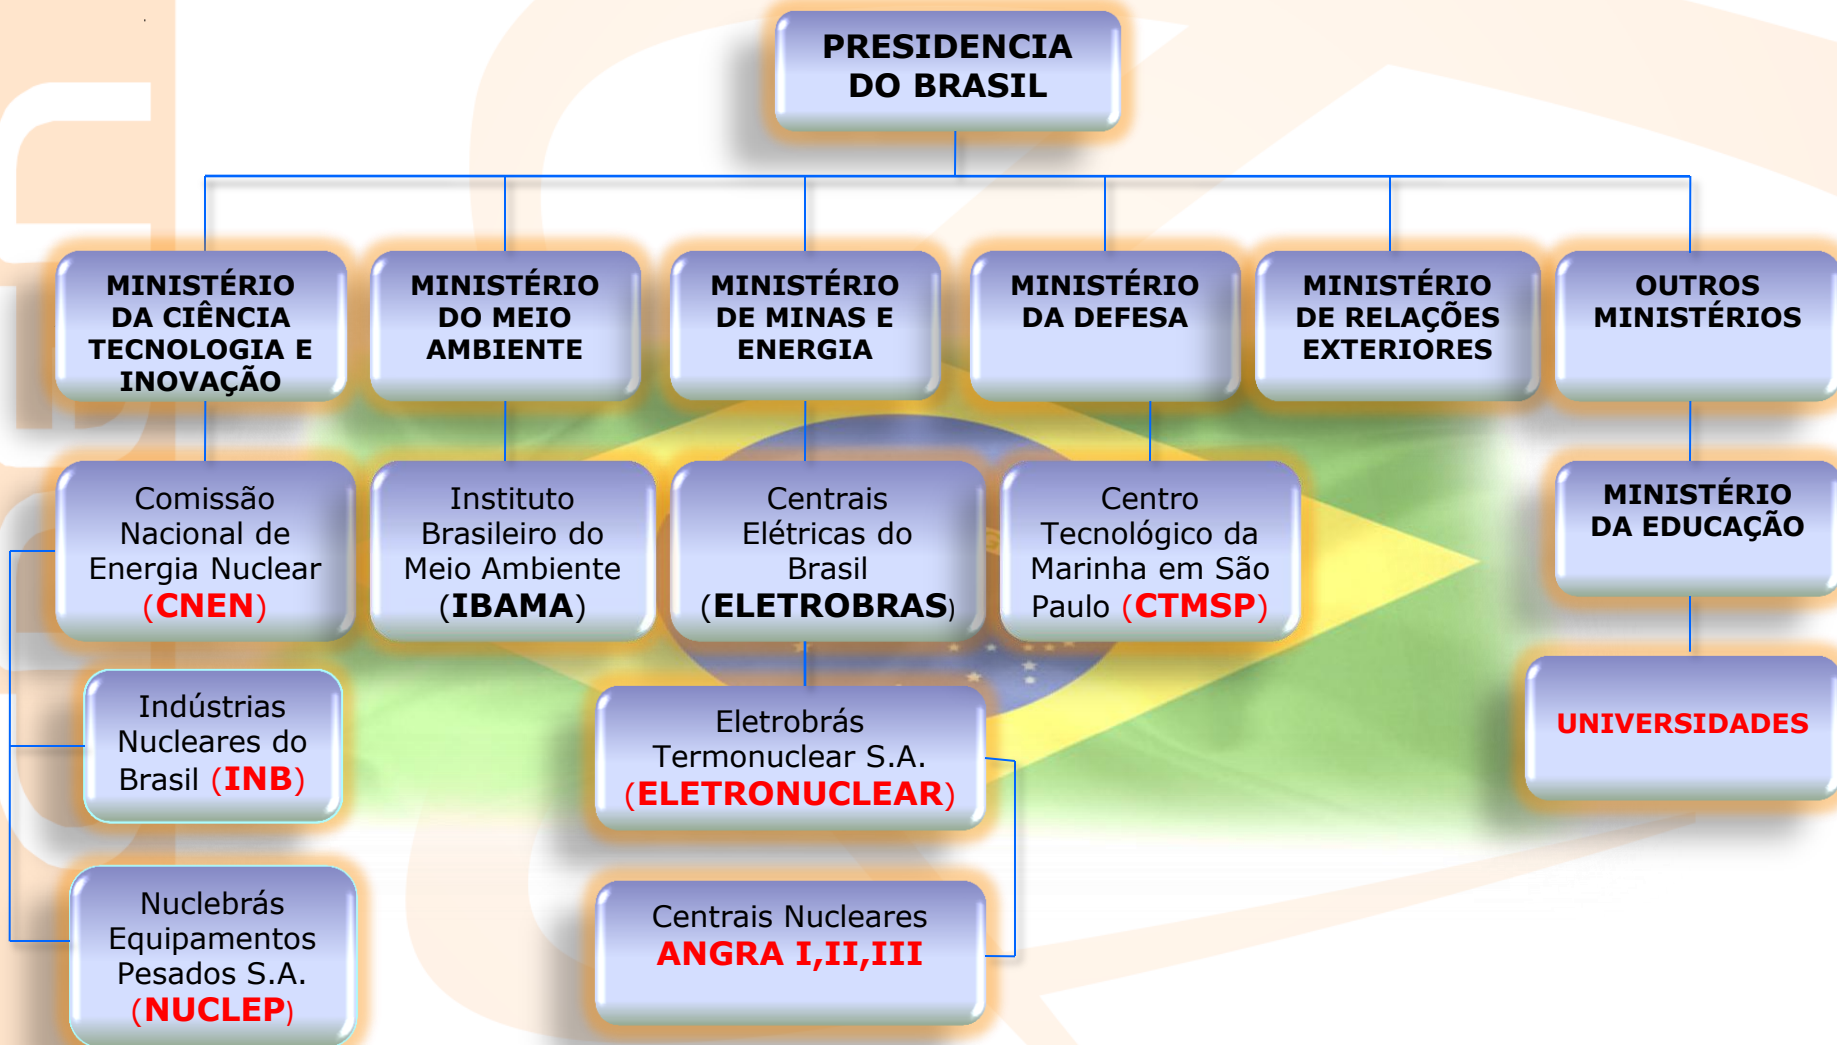 PRESIDENCIA
DO BRASIL
MINISTÉRIO
DA CIÊNCIA
TECNOLOGIA E
INOVAÇÃO
MINISTÉRIO
DO MEIO
AMBIENTE
MINISTÉRIO
DE MINAS E
ENERGIA
MINISTÉRIO
DA DEFESA
MINISTÉRIO
DE RELAÇÕES
EXTERIORES
OUTROS
MINISTÉRIOS
Comissão
Nacional de
Energia Nuclear
(CNEN)
Instituto
Brasileiro do
Meio Ambiente
(IBAMA)
Centrais
Elétricas do
Brasil
(ELETROBRAS)
Centro
Tecnológico da
Marinha em São
Paulo (CTMSP)
MINISTÉRIO
DA EDUCAÇÃO
Indústrias
Nucleares do
Brasil (INB)
Eletrobrás
Termonuclear S.A.
(ELETRONUCLEAR)
UNIVERSIDADES
Nuclebrás
Equipamentos
Pesados S.A.
(NUCLEP)
Centrais Nucleares
ANGRA I,II,III